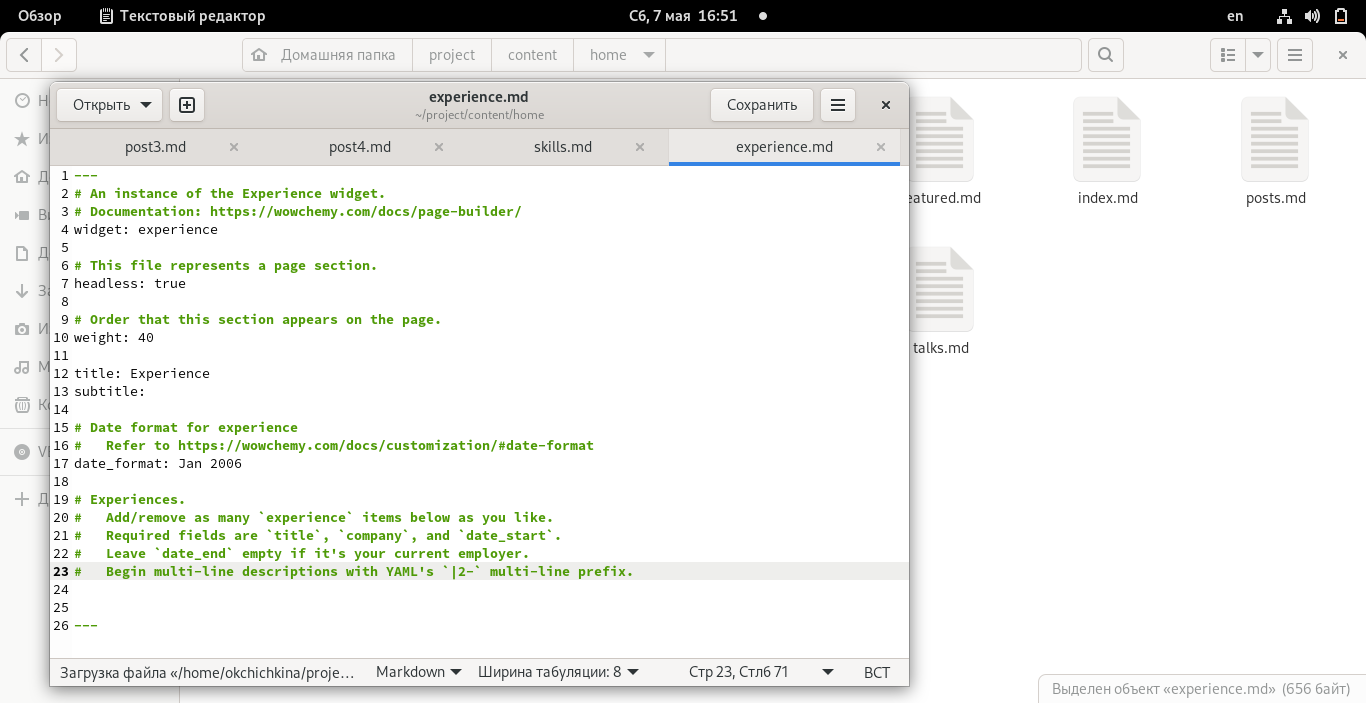 Обзор Текстовый редактор Сб, 7 мая 16:51 en
Домашняя папка project content home
Открыть experience.md Сохранить
~/project/content/home
post3.md post4.md skills.md experience.md
1 ---
2 # An instance of the Experience widget.
3 # Documentation: https://wowchemy.com/docs/page-builder/
4 widget: experience
5
6 # This file represents a page section.
7 headless: true
8
9 # Order that this section appears on the page.
10 weight: 40
11
12 title: Experience
13 subtitle:
14
15 # Date format for experience
16 #   Refer to https://wowchemy.com/docs/customization/#date-format
17 date_format: Jan 2006
18
19 # Experiences.
20 #   Add/remove as many `experience` items below as you like.
21 #   Required fields are `title`, `company`, and `date_start`.
22 #   Leave `date_end` empty if it's your current employer.
23 #   Begin multi-line descriptions with YAML's `|2-` multi-line prefix.
24
25
26 ---
Загрузка файла «/home/okchichkina/proje… Markdown Ширина табуляции: 8 Стр 23, Стлб 71 ВСТ
eatured.md index.md posts.md
talks.md
Выделен объект «experience.md» (656 байт)